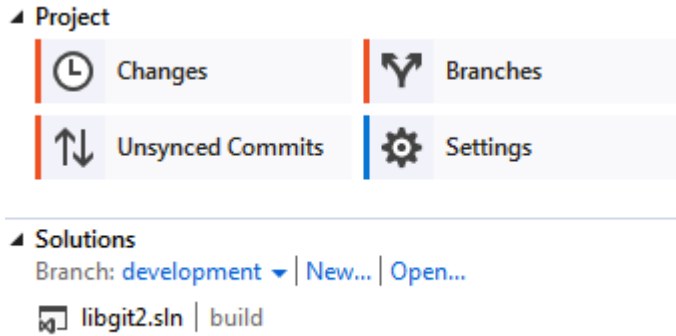 Project
Changes
Branches
Unsynced Commits
Settings
Solutions
Branch: development | New... | Open...
libgit2.sln | build